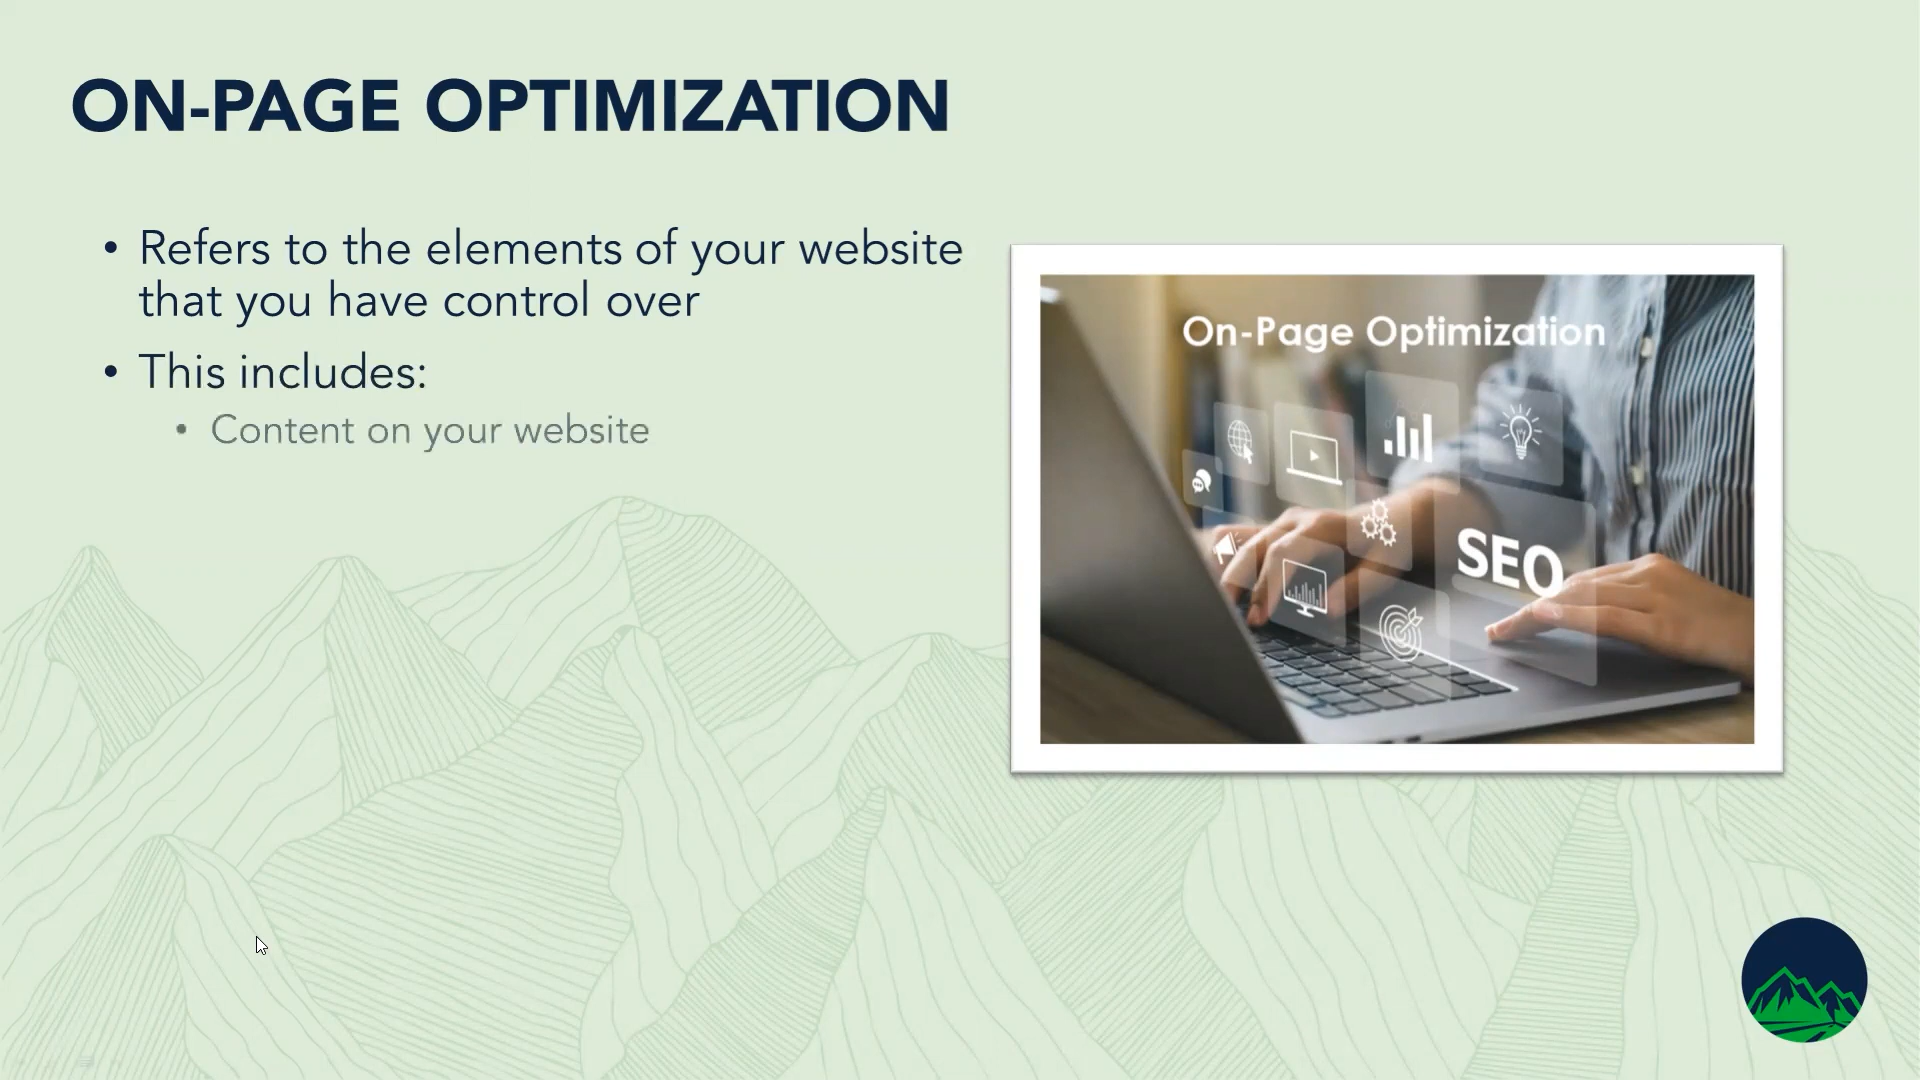 ON-PAGE OPTIMIZATION
• Refers to the elements of your website
that you have control over
• This includes:
• Content on your website
On-Page Optimization
SEO